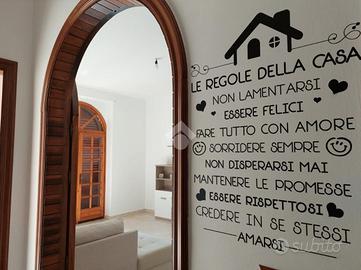 LE REGOLE DELLA CASA
NON LAMENTARSI
ESSERE FELICI
FARE TUTTO CON AMORE
SORRIDERE SEMPRE
NON DISPERARSI MAI
MANTENERE LE PROMESSE
ESSERE RISPETTOSI
CREDERE IN SE STESSI
AMARSI
subito